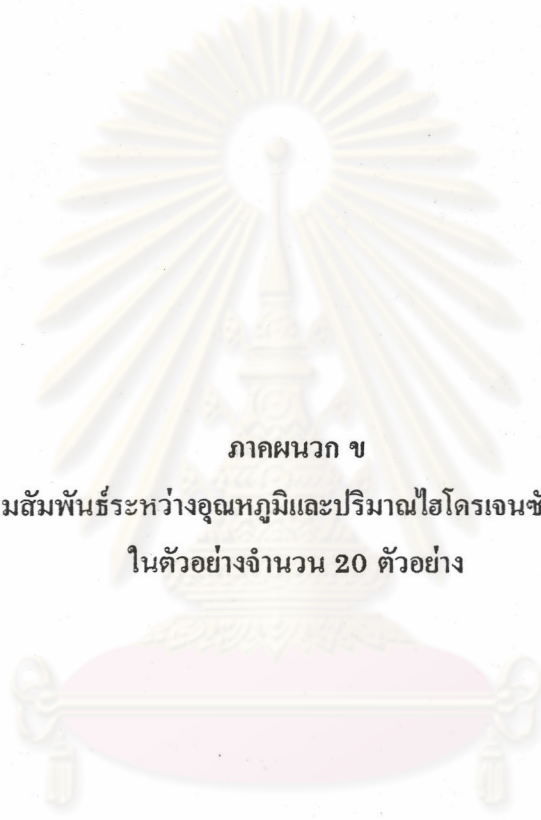 ภาคผนวก ข
มสัมพันธ์ระหว่างอุณหภูมิและปริมาณไฮโดรเจนซั
ในตัวอย่างจำนวน 20 ตัวอย่าง